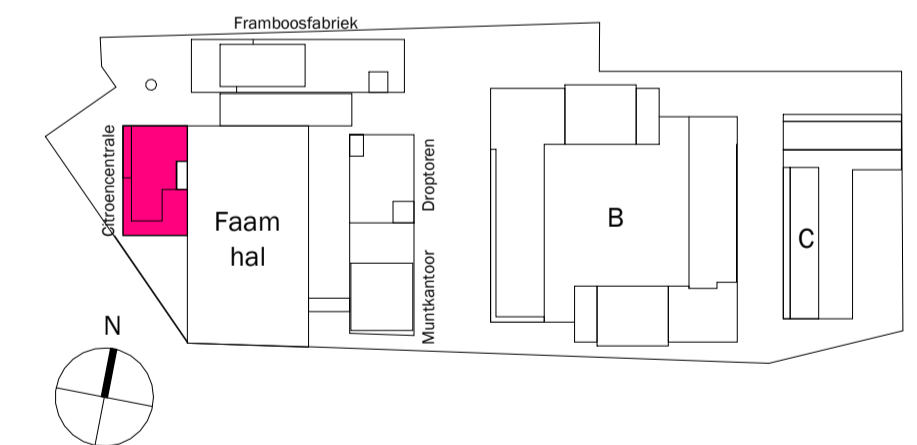 Framboosfabriek
Citroencentrale
Faam
hal
Droptoren
Muntkantoor
B
C
N